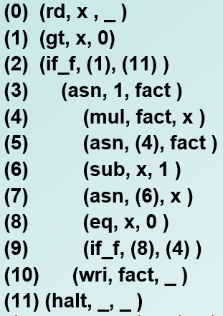 (0) (rd, x , _ )
(1) (gt, x, 0)
(2) (if_f, (1), (11) )
(3) (asn, 1, fact )
(4) (mul, fact, x )
(5) (asn, (4), fact )
(6) (sub, x, 1 )
(7) (asn, (6), x )
(8) (eq, x, 0 )
(9) (if_f, (8), (4) )
(10) (wri, fact, _ )
(11) (halt, _, _ )